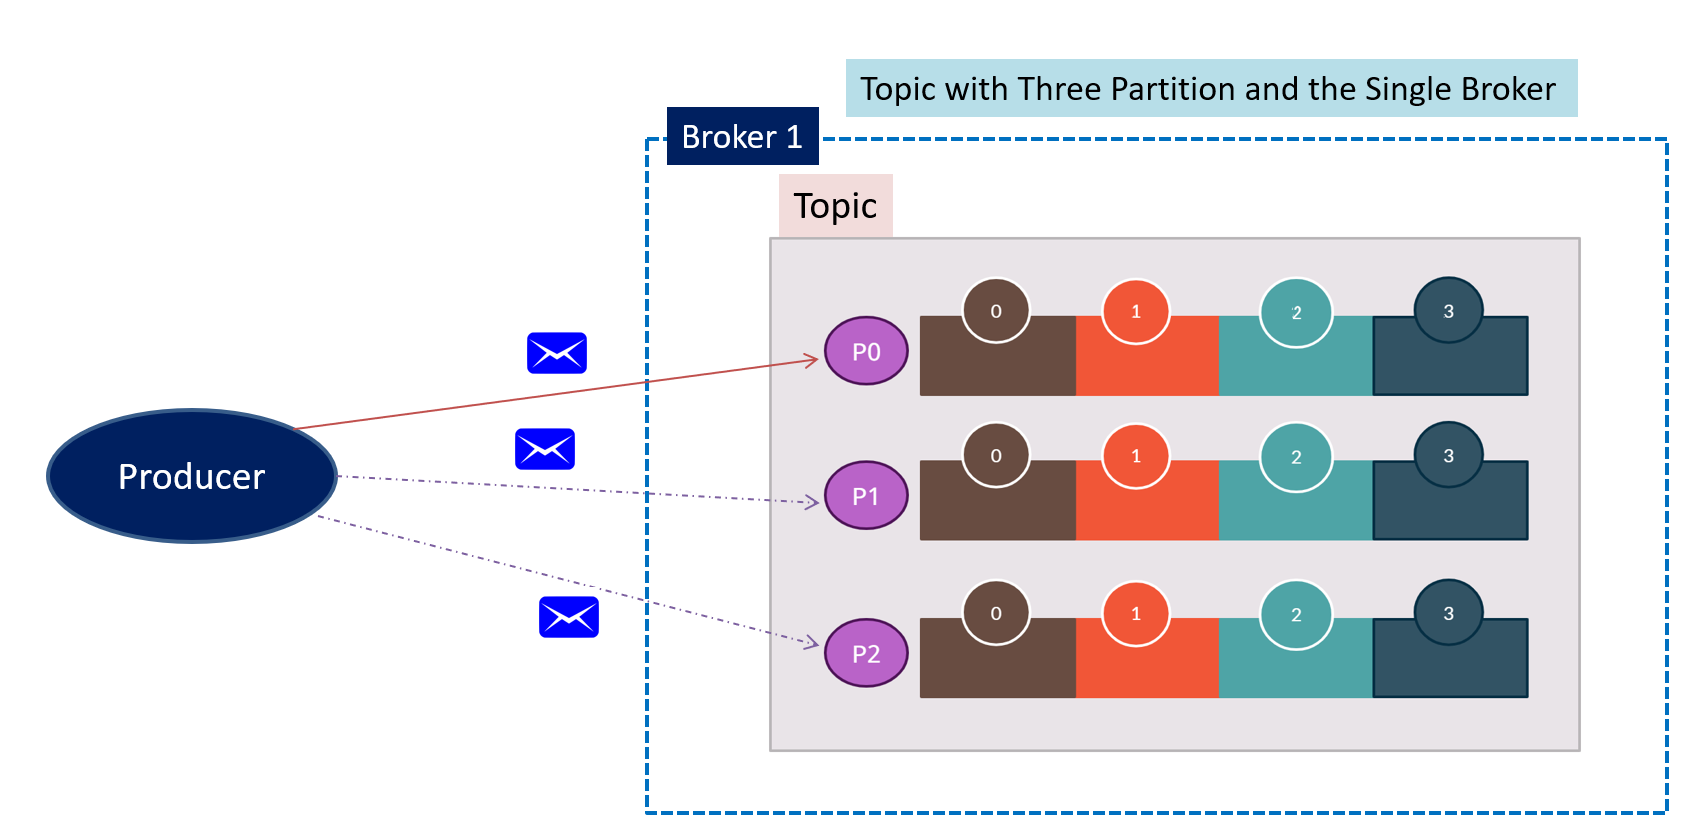 Topic with Three Partition and the Single Broker
Broker 1
Topic
0 1 2 3
P0
0 1 2 3
Producer
P1
0 1 2 3
P2